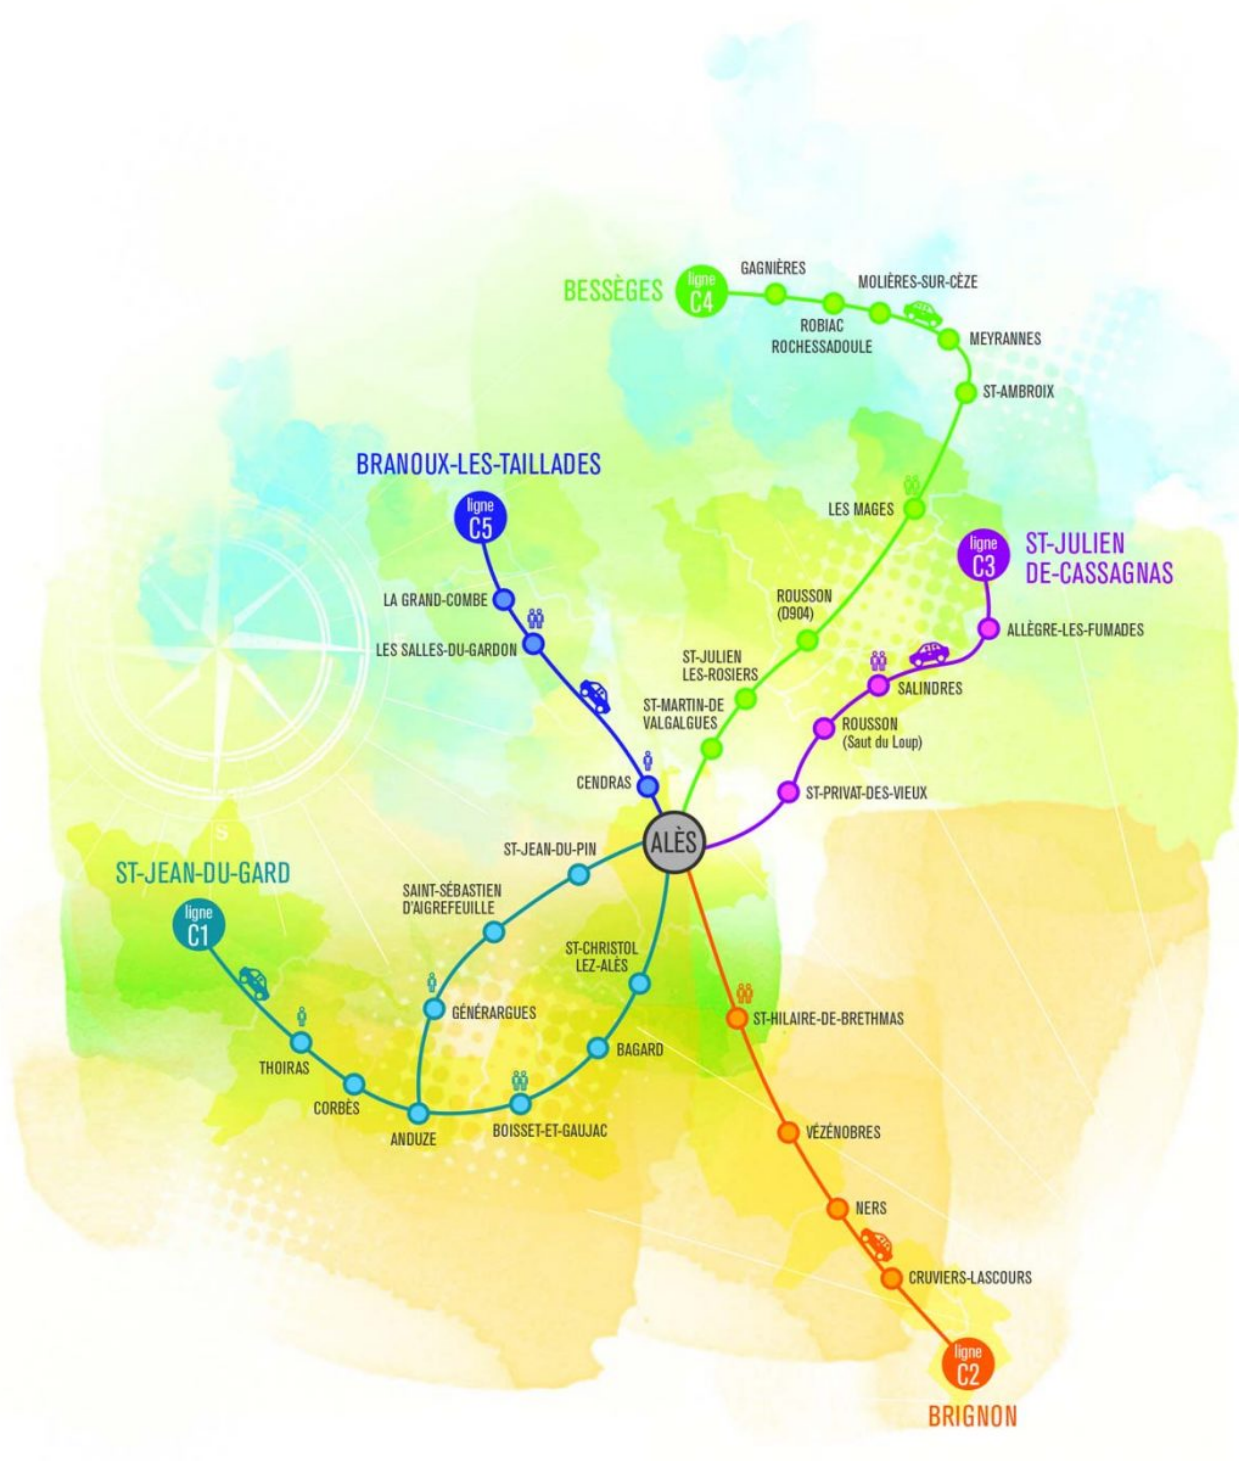 GAGNIÈRES
MOLIÈRES-SUR-CÈZE
BESSÈGES
ligne
C4
ROBIAC
ROCHESSADOULE
MEYRANNES
ST-AMBROIX
BRANOUX-LES-TAILLADES
ligne
C5
LES MAGES
ligne
C3
ST-JULIEN
DE-CASSAGNAS
LA GRAND-COMBE
ROUSSON
(D904)
ALLÈGRE-LES-FUMADES
LES SALLES-DU-GARDON
ST-JULIEN
LES-ROSIERS
SALINDRES
ST-MARTIN-DE
VALGALGUES
ROUSSON
(Saut du Loup)
CENDRAS
ST-PRIVAT-DES-VIEUX
S
ALÈS
ST-JEAN-DU-PIN
ST-JEAN-DU-GARD
ligne
C1
SAINT-SÉBASTIEN
D'AIGREFEUILLE
ST-CHRISTOL
LEZ-ALÈS
GÉNÉRARGUES
ST-HILAIRE-DE-BRETHMAS
BAGARD
THOIRAS
CORBÈS
ANDUZE
BOISSET-ET-GAUJAC
VÉZÉNOBRES
NERS
CRUVIERS-LASCOURS
ligne
C2
BRIGNON